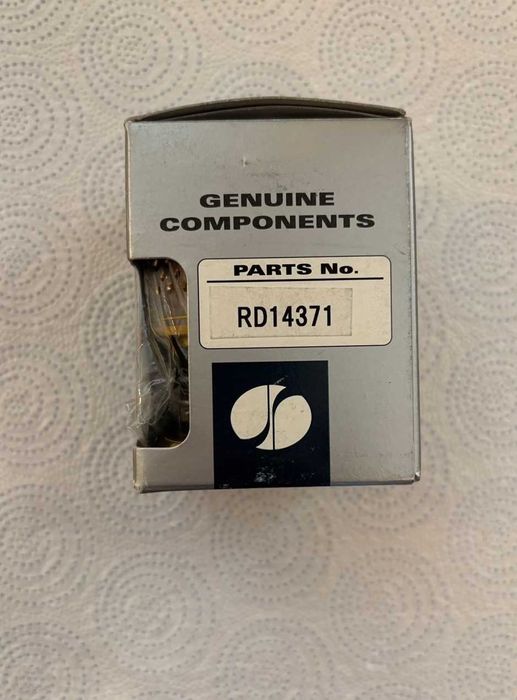 GENUINE
COMPONENTS
PARTS No.
RD14371